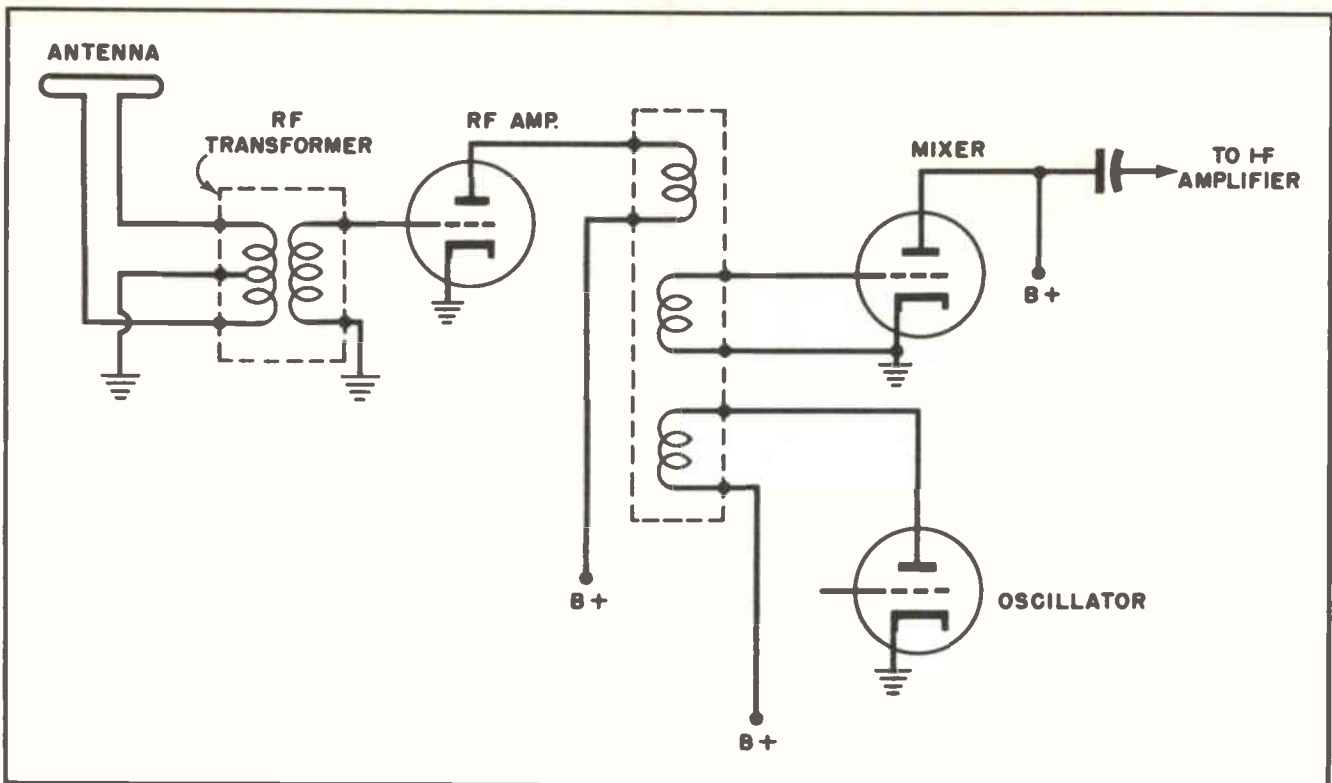 ANTENNA
RF
TRANSFORMER
RF AMP.
MIXER
TO I-F
AMPLIFIER
B+
B+
OSCILLATOR
B+